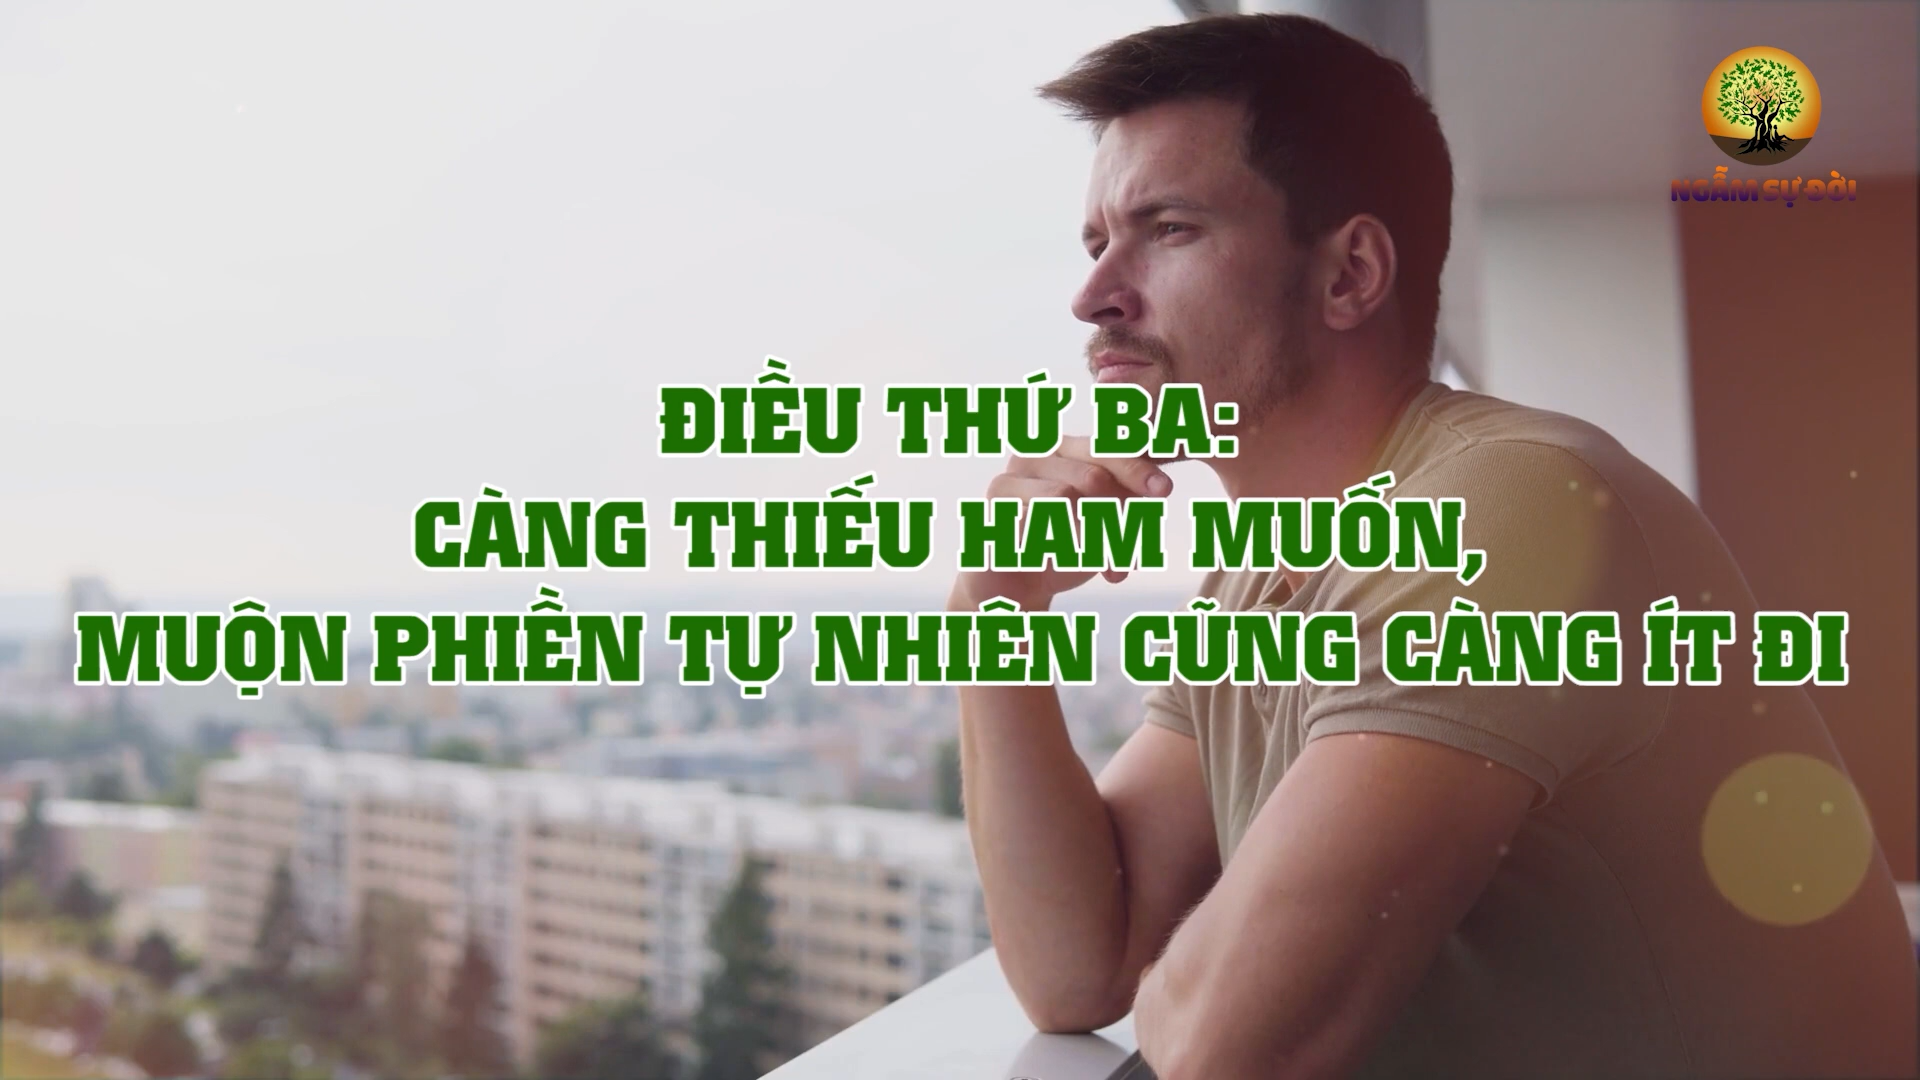 NGẪM SỰ ĐỜI
ĐIỀU THỨ BA:
CÀNG THIẾU HAM MUỐN,
MUỘN PHIỀN TỰ NHIÊN CŨNG CÀNG ÍT ĐI